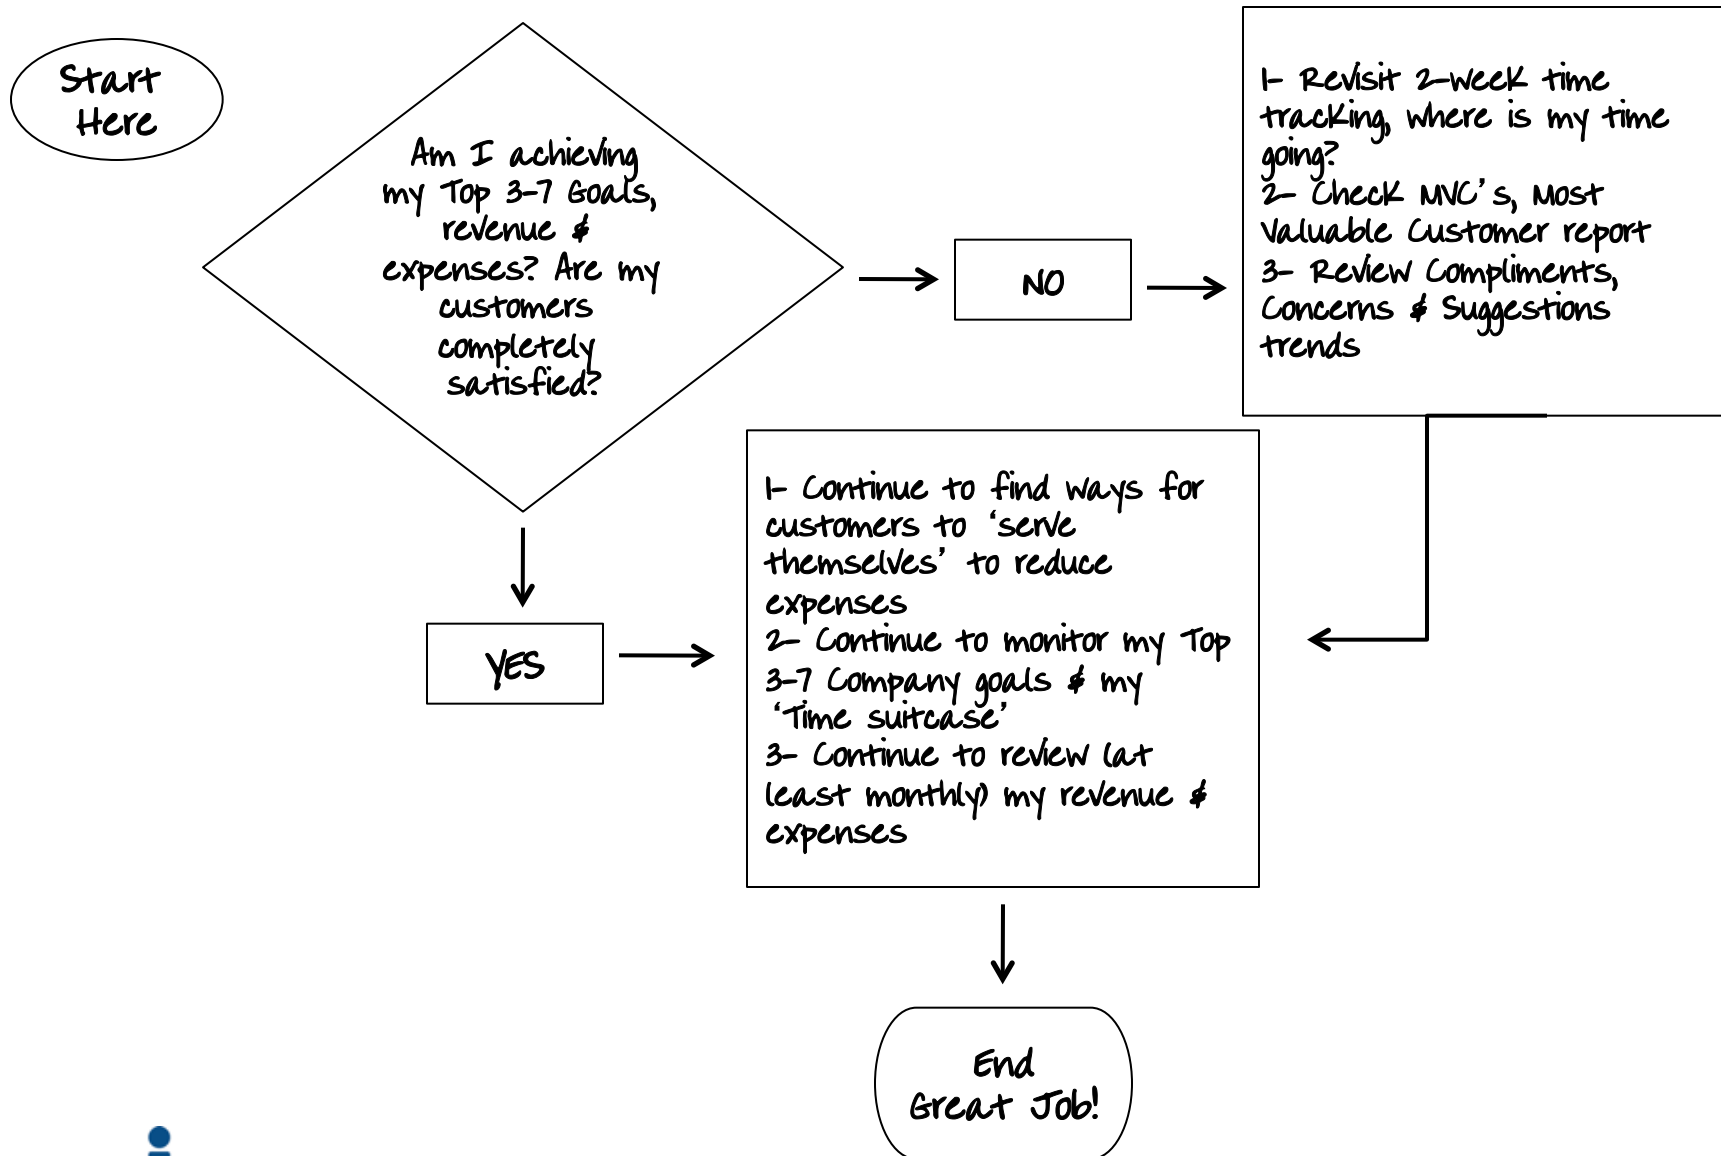 Start
Here
Am I achieving
my Top 3-7 Goals,
revenue &
expenses? Are my
customers
completely
satisfied?
NO
1- Revisit 2-week time
tracking, where is my time
going?
2- Check MVC's, Most
Valuable Customer report
3- Review Compliments,
Concerns & Suggestions
trends
YES
1- Continue to find ways for
customers to 'serve
themselves' to reduce
expenses
2- Continue to monitor my Top
3-7 Company goals & my
'Time suitcase'
3- Continue to review (at
least monthly) my revenue &
expenses
End
Great Job!